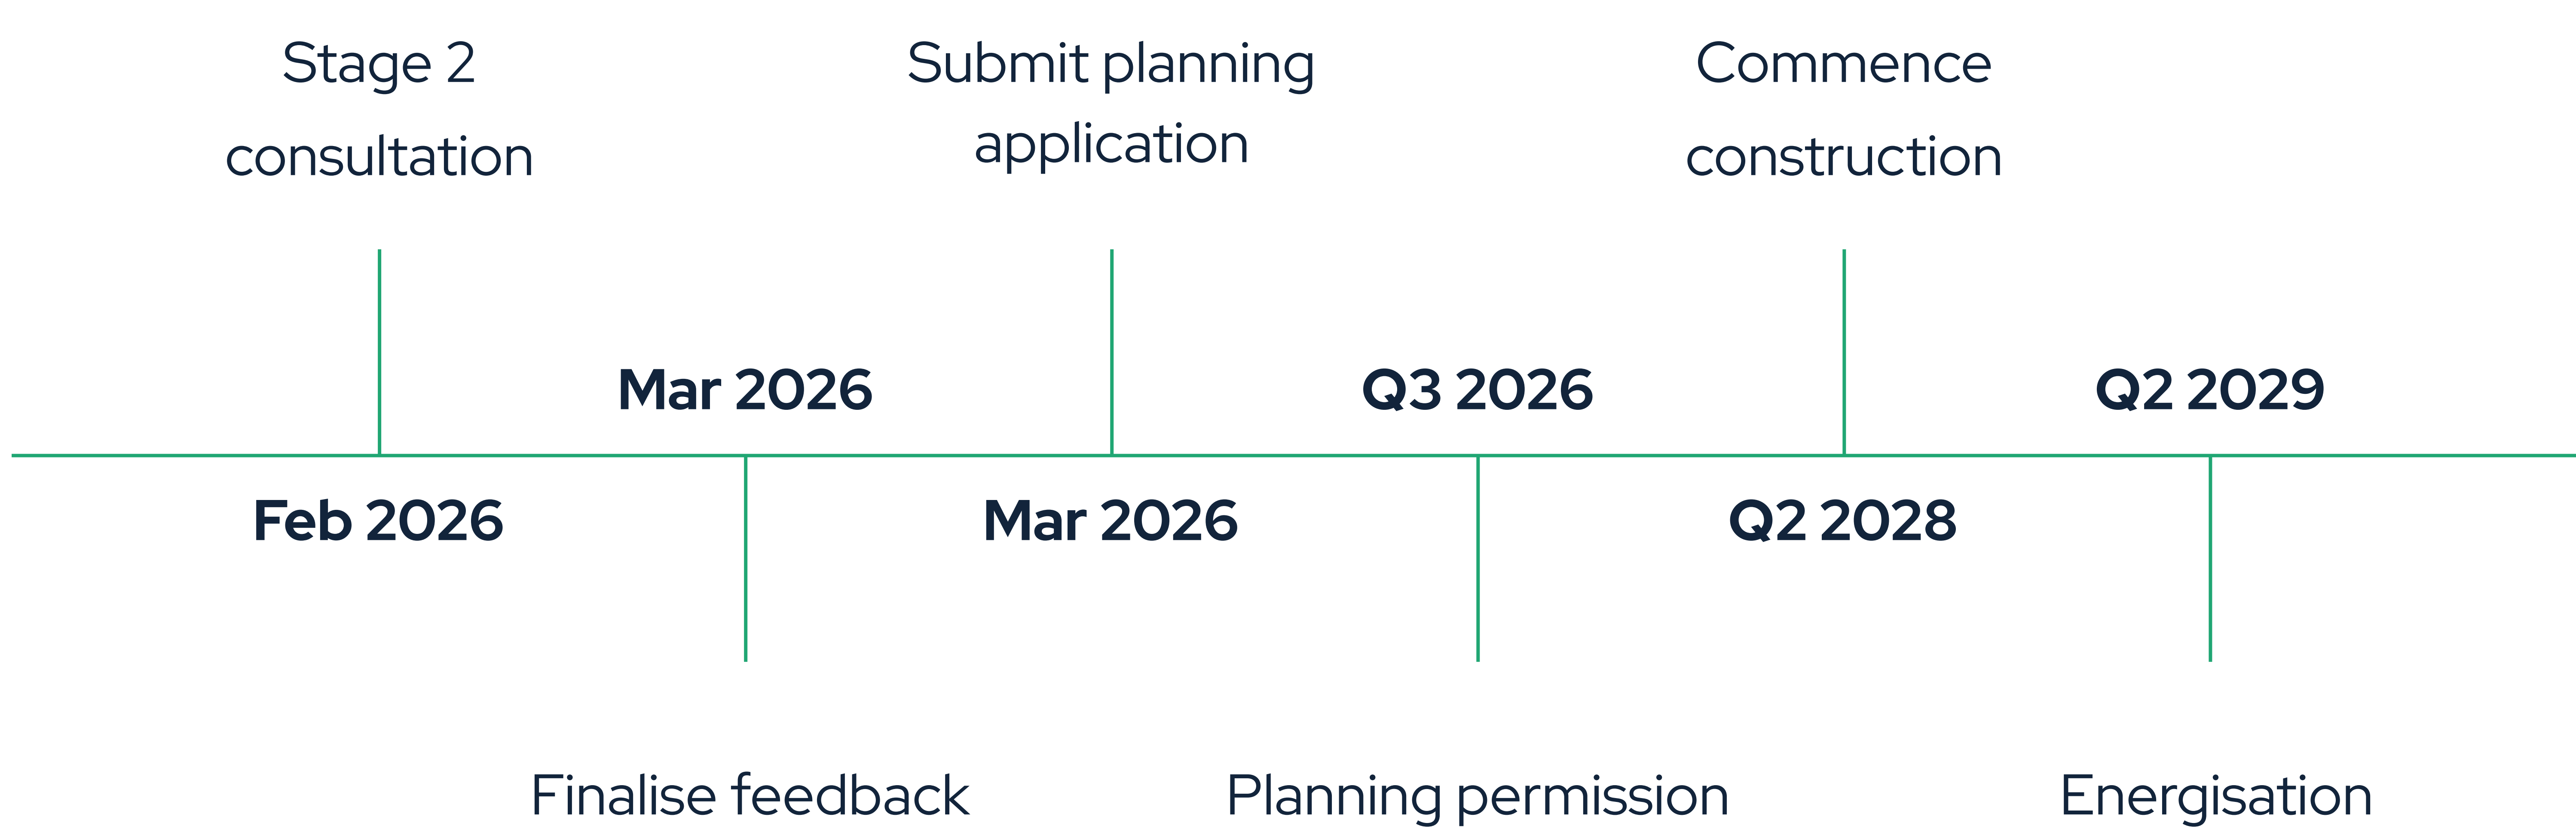 Stage 2
consultation
Submit planning
application
Commence
construction
Mar 2026
Q3 2026
Q2 2029
Feb 2026
Mar 2026
Q2 2028
Finalise feedback
Planning permission
Energisation